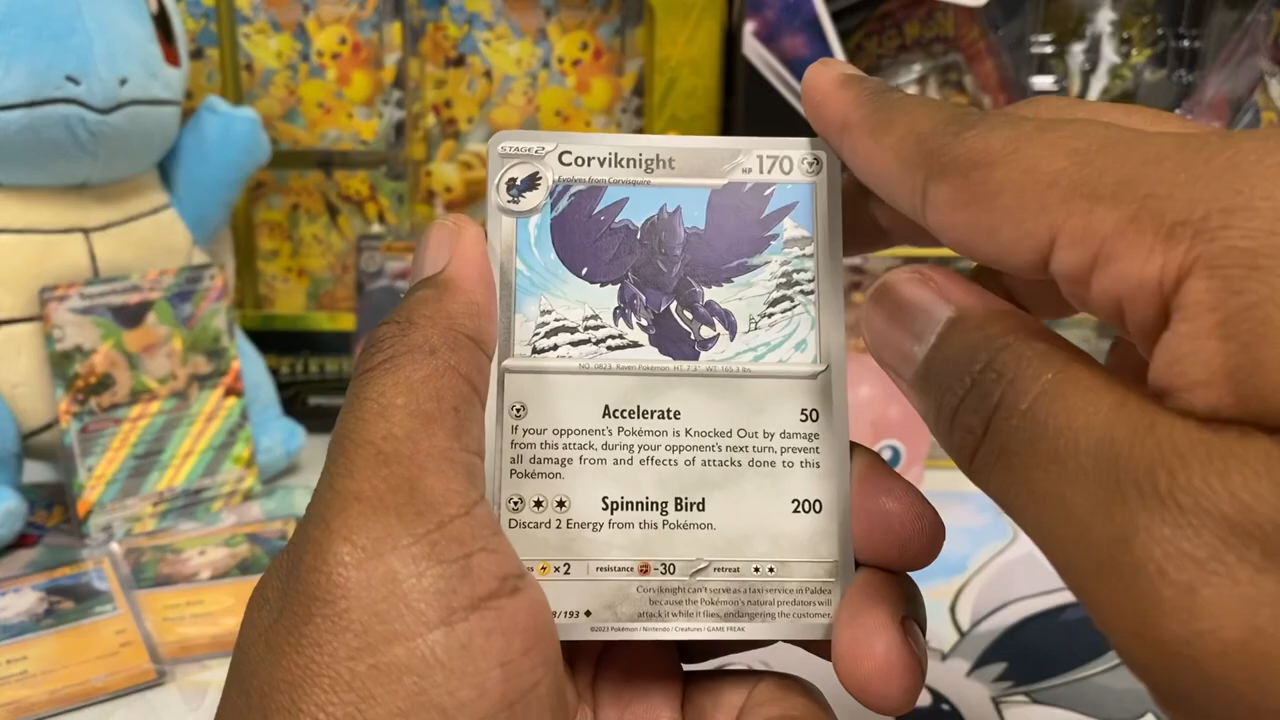 POKÉMON
STAGE 2
Corviknight
HP 170
Evolves from Corvisquire
NO. 0823 Raven Pokémon HT: 7'3" WT: 165.3 lbs
Accelerate 50
If your opponent's Pokémon is Knocked Out by damage
from this attack, during your opponent's next turn, prevent
all damage from and effects of attacks done to this
Pokémon.
Spinning Bird 200
Discard 2 Energy from this Pokémon.
×2 resistance -30 retreat
Corviknight can't serve as a taxi service in Paldea
because the Pokémon's natural predators will
attack it while it flies, endangering the customer.
/193
©2023 Pokémon / Nintendo / Creatures / GAME FREAK